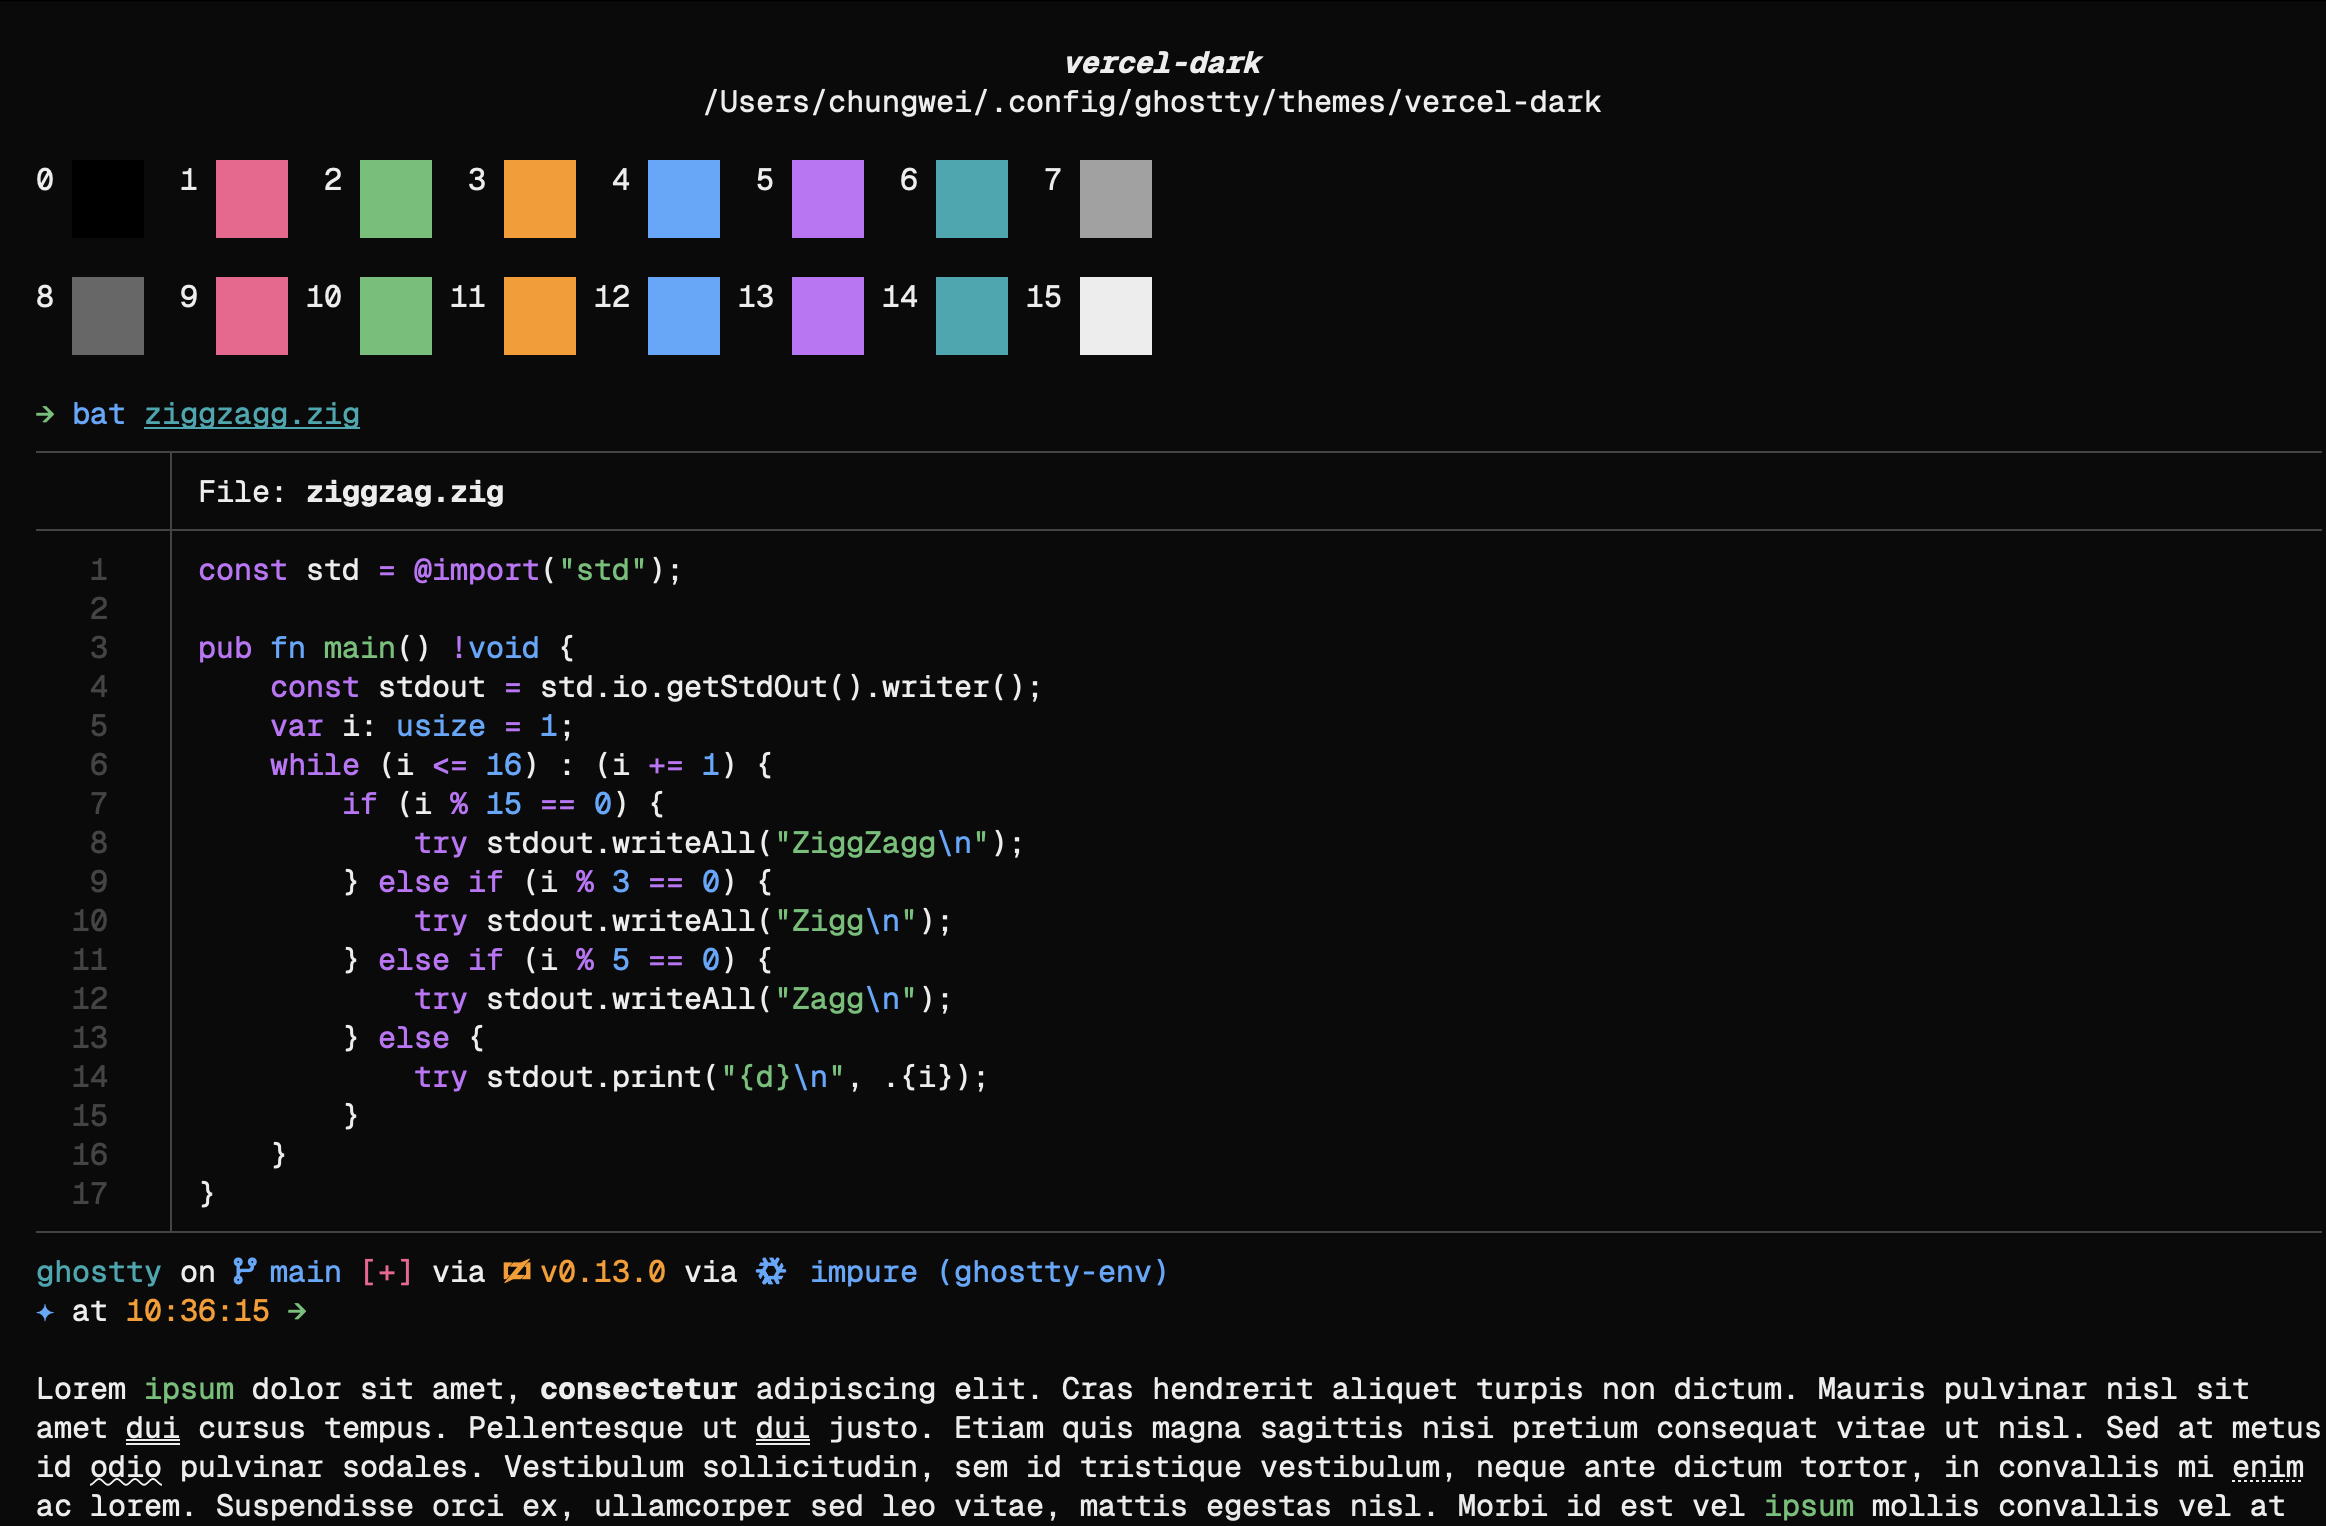 vercel-dark
/Users/chungwei/.config/ghostty/themes/vercel-dark
0 1 2 3 4 5 6 7
8 9 10 11 12 13 14 15
→ bat ziggzagg.zig
File: ziggzag.zig
1 const std = @import("std");
2
3 pub fn main() !void {
4     const stdout = std.io.getStdOut().writer();
5     var i: usize = 1;
6     while (i <= 16) : (i += 1) {
7         if (i % 15 == 0) {
8             try stdout.writeAll("ZiggZagg\n");
9         } else if (i % 3 == 0) {
10             try stdout.writeAll("Zigg\n");
11         } else if (i % 5 == 0) {
12             try stdout.writeAll("Zagg\n");
13         } else {
14             try stdout.print("{d}\n", .{i});
15         }
16     }
17 }
ghostty on main [+] via v0.13.0 via impure (ghostty-env)
✦ at 10:36:15 →
Lorem ipsum dolor sit amet, consectetur adipiscing elit. Cras hendrerit aliquet turpis non dictum. Mauris pulvinar nisl sit
amet dui cursus tempus. Pellentesque ut dui justo. Etiam quis magna sagittis nisi pretium consequat vitae ut nisl. Sed at metus
id odio pulvinar sodales. Vestibulum sollicitudin, sem id tristique vestibulum, neque ante dictum tortor, in convallis mi enim
ac lorem. Suspendisse orci ex, ullamcorper sed leo vitae, mattis egestas nisl. Morbi id est vel ipsum mollis convallis vel at